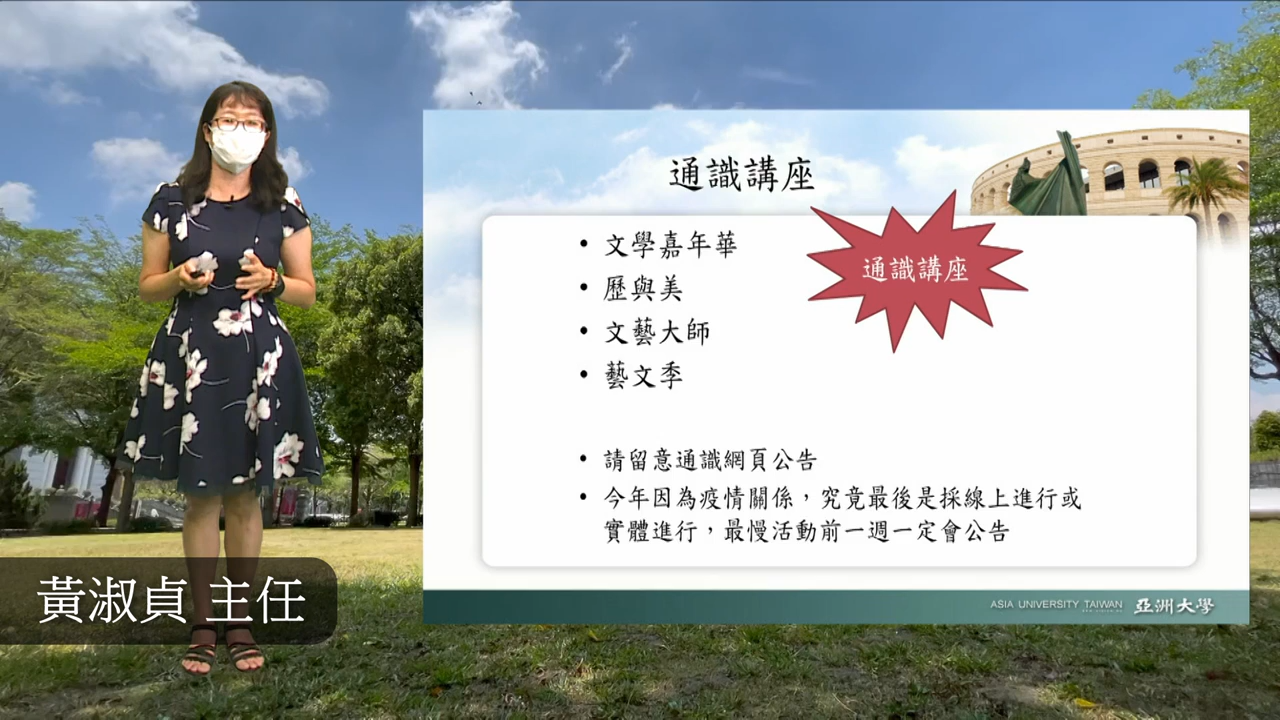 通識講座
通識講座
• 文學嘉年華
• 歷與美
• 文藝大師
• 藝文季
• 請留意通識網頁公告
• 今年因為疫情關係，究竟最後是採線上進行或
實體進行，最慢活動前一週一定會公告
黃淑貞 主任
ASIA UNIVERSITY TAIWAN 亞洲大學